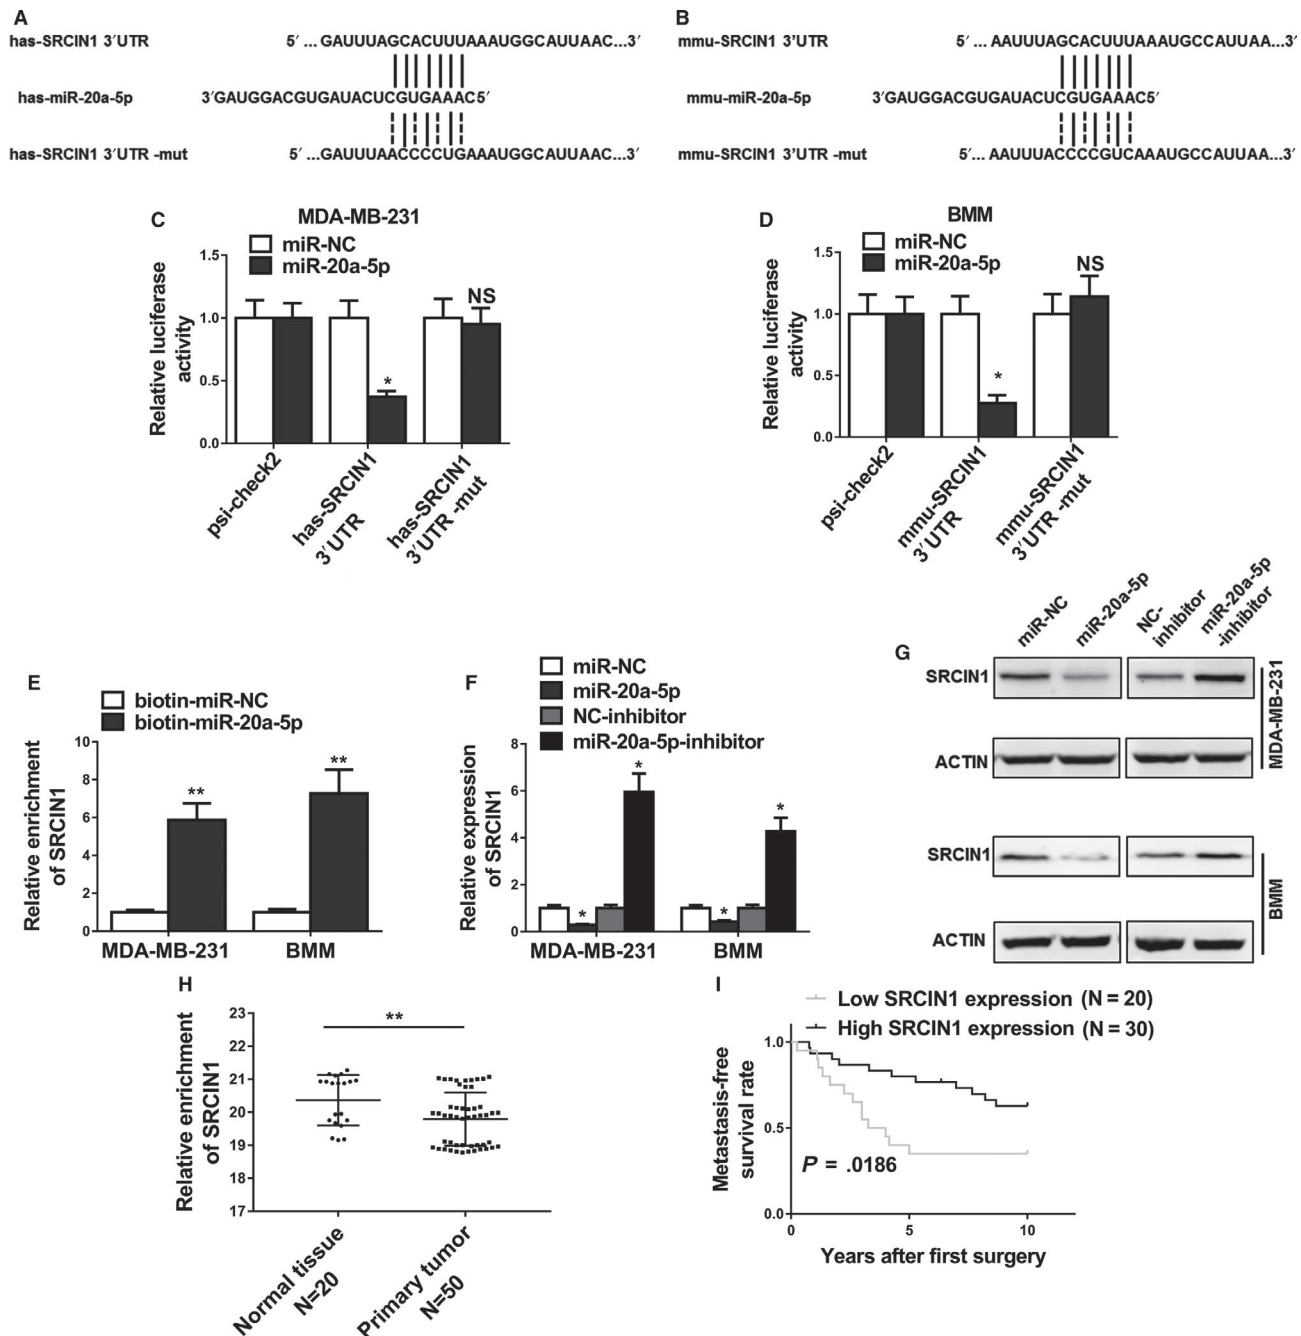 A
has-SRCIN1 3′UTR 5′ ... GAUUUAGCACUUUAAAUGGCAUUAAC...3′
has-miR-20a-5p 3′GAUGGACGUGAUACUCGUGAAAC5′
has-SRCIN1 3′UTR -mut 5′ ...GAUUUAACCCCUGAAAUGGCAUUAAC...3′
B
mmu-SRCIN1 3'UTR 5′ ... AAUUUAGCACUUUAAAUGCCAUUAA...3′
mmu-miR-20a-5p 3′GAUGGACGUGAUACUCGUGAAAC5′
mmu-SRCIN1 3'UTR -mut 5′... AAUUUACCCCGUCAAAUGCCAUUAA...3′
C
MDA-MB-231
miR-NC
miR-20a-5p
Relative luciferase
activity
1.5
1.0
0.5
0.0
*
NS
psi-check2
has-SRCIN1
3′UTR
has-SRCIN1
3′UTR -mut
D
BMM
miR-NC
miR-20a-5p
Relative luciferase
activity
1.5
1.0
0.5
0.0
*
NS
psi-check2
mmu-SRCIN1
3′UTR
mmu-SRCIN1
3′UTR -mut
E
biotin-miR-NC
biotin-miR-20a-5p
Relative enrichment
of SRCIN1
10
8
6
4
2
0
**
**
MDA-MB-231 BMM
F
miR-NC
miR-20a-5p
NC-inhibitor
miR-20a-5p-inhibitor
Relative expression
of SRCIN1
8
6
4
2
0
*
*
*
*
MDA-MB-231 BMM
G
miR-NC
miR-20a-5p
NC-
inhibitor
miR-20a-5p
-inhibitor
SRCIN1
ACTIN
MDA-MB-231
SRCIN1
ACTIN
BMM
H
Relative enrichment
of SRCIN1
23
22
21
20
19
18
17
**
Normal tissue
N=20
Primary tumor
N=50
I
Low SRCIN1 expression (N = 20)
High SRCIN1 expression (N = 30)
Metastasis-free
survival rate
1.0
0.5
0.0
P = .0186
0 5 10
Years after first surgery